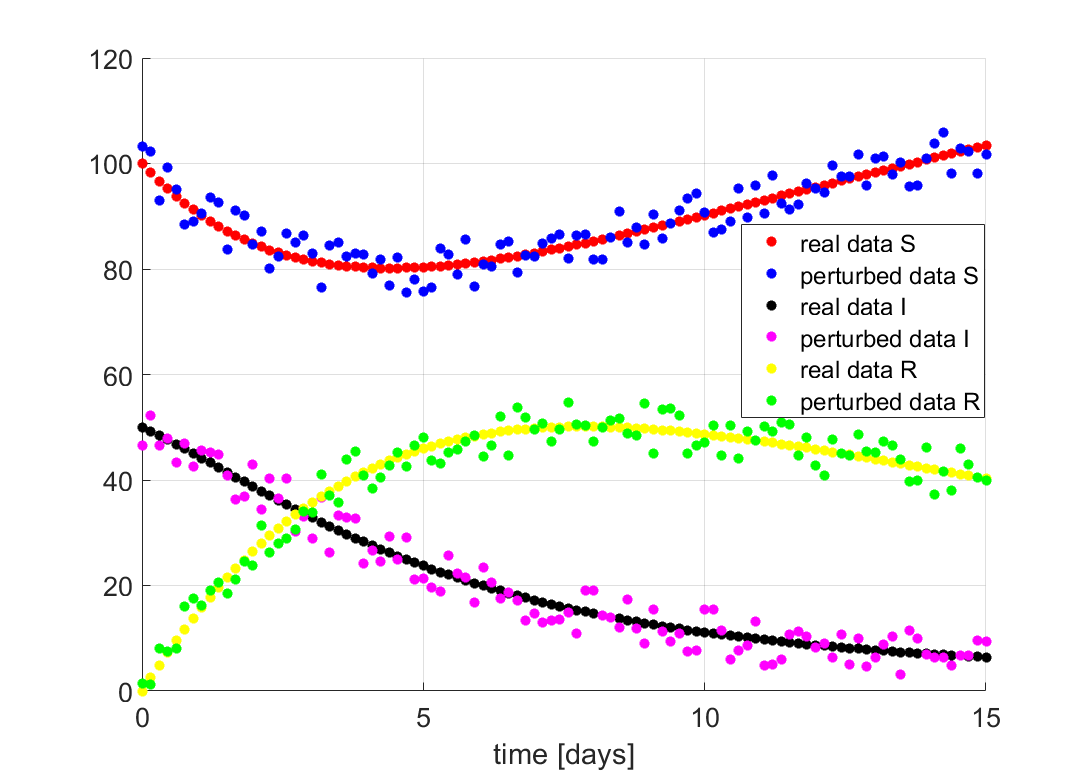 120
100
80
60
40
20
0
0 5 10 15
time [days]
real data S
perturbed data S
real data I
perturbed data I
real data R
perturbed data R